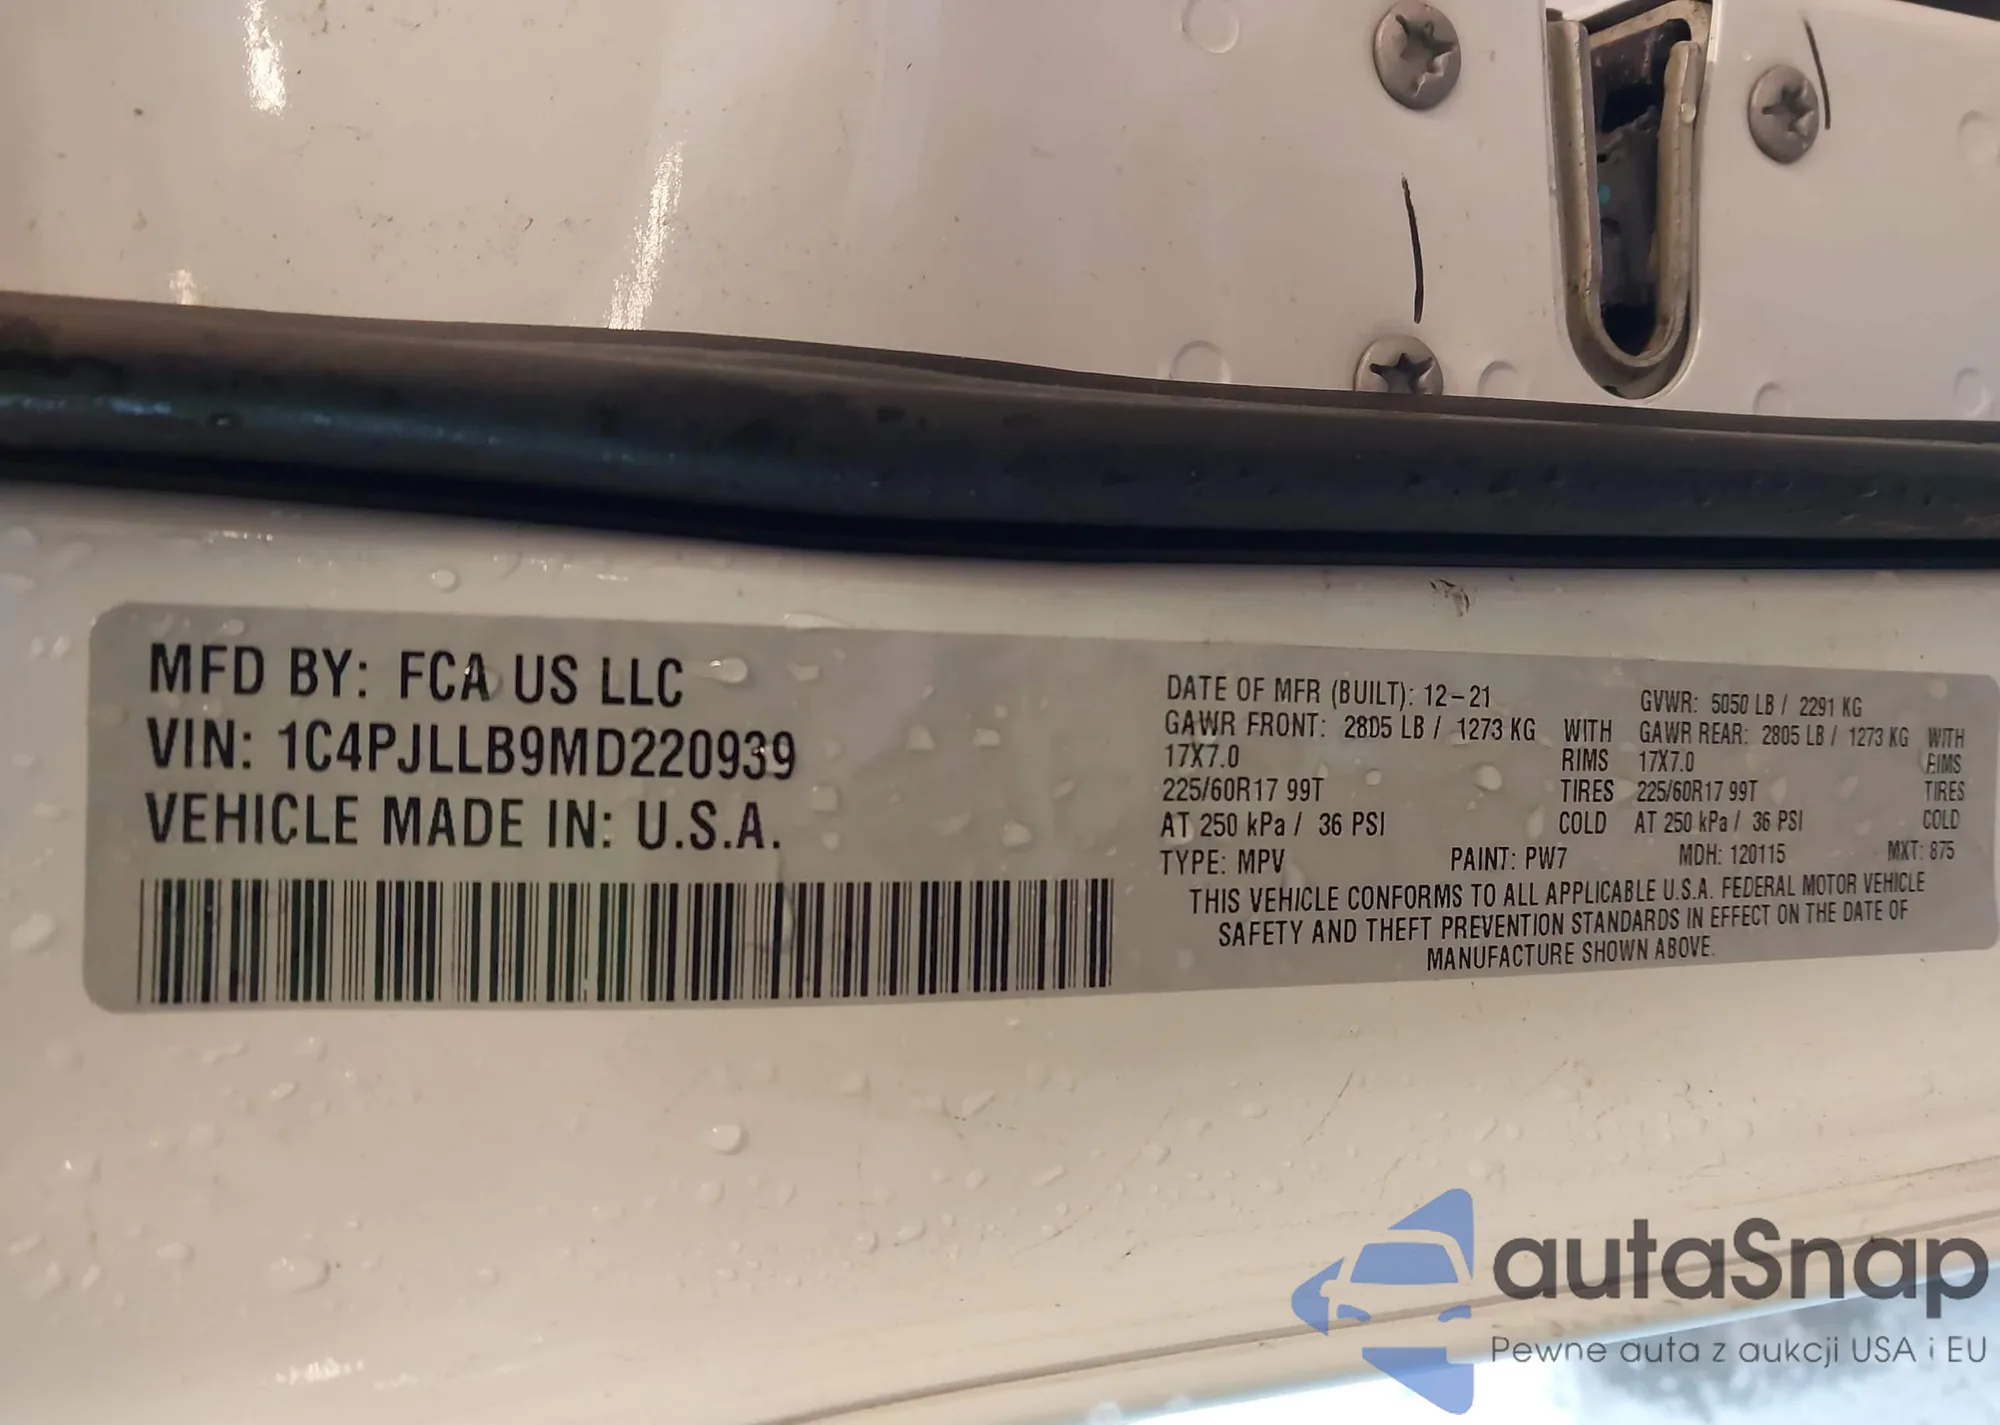 MFD BY: FCA US LLC
VIN: 1C4PJLLB9MD220939
VEHICLE MADE IN: U.S.A.
DATE OF MFR (BUILT): 12-21 GVWR: 5050 LB / 2291 KG
GAWR FRONT: 2805 LB / 1273 KG WITH GAWR REAR: 2805 LB / 1273 KG WITH
17X7.0 RIMS 17X7.0 RIMS
225/60R17 99T TIRES 225/60R17 99T TIRES
AT 250 kPa / 36 PSI COLD AT 250 kPa / 36 PSI COLD
TYPE: MPV PAINT: PW7 MDH: 120115 MXT: 875
THIS VEHICLE CONFORMS TO ALL APPLICABLE U.S.A. FEDERAL MOTOR VEHICLE
SAFETY AND THEFT PREVENTION STANDARDS IN EFFECT ON THE DATE OF
MANUFACTURE SHOWN ABOVE.
autaSnap
Pewne auta z aukcji USA i EU